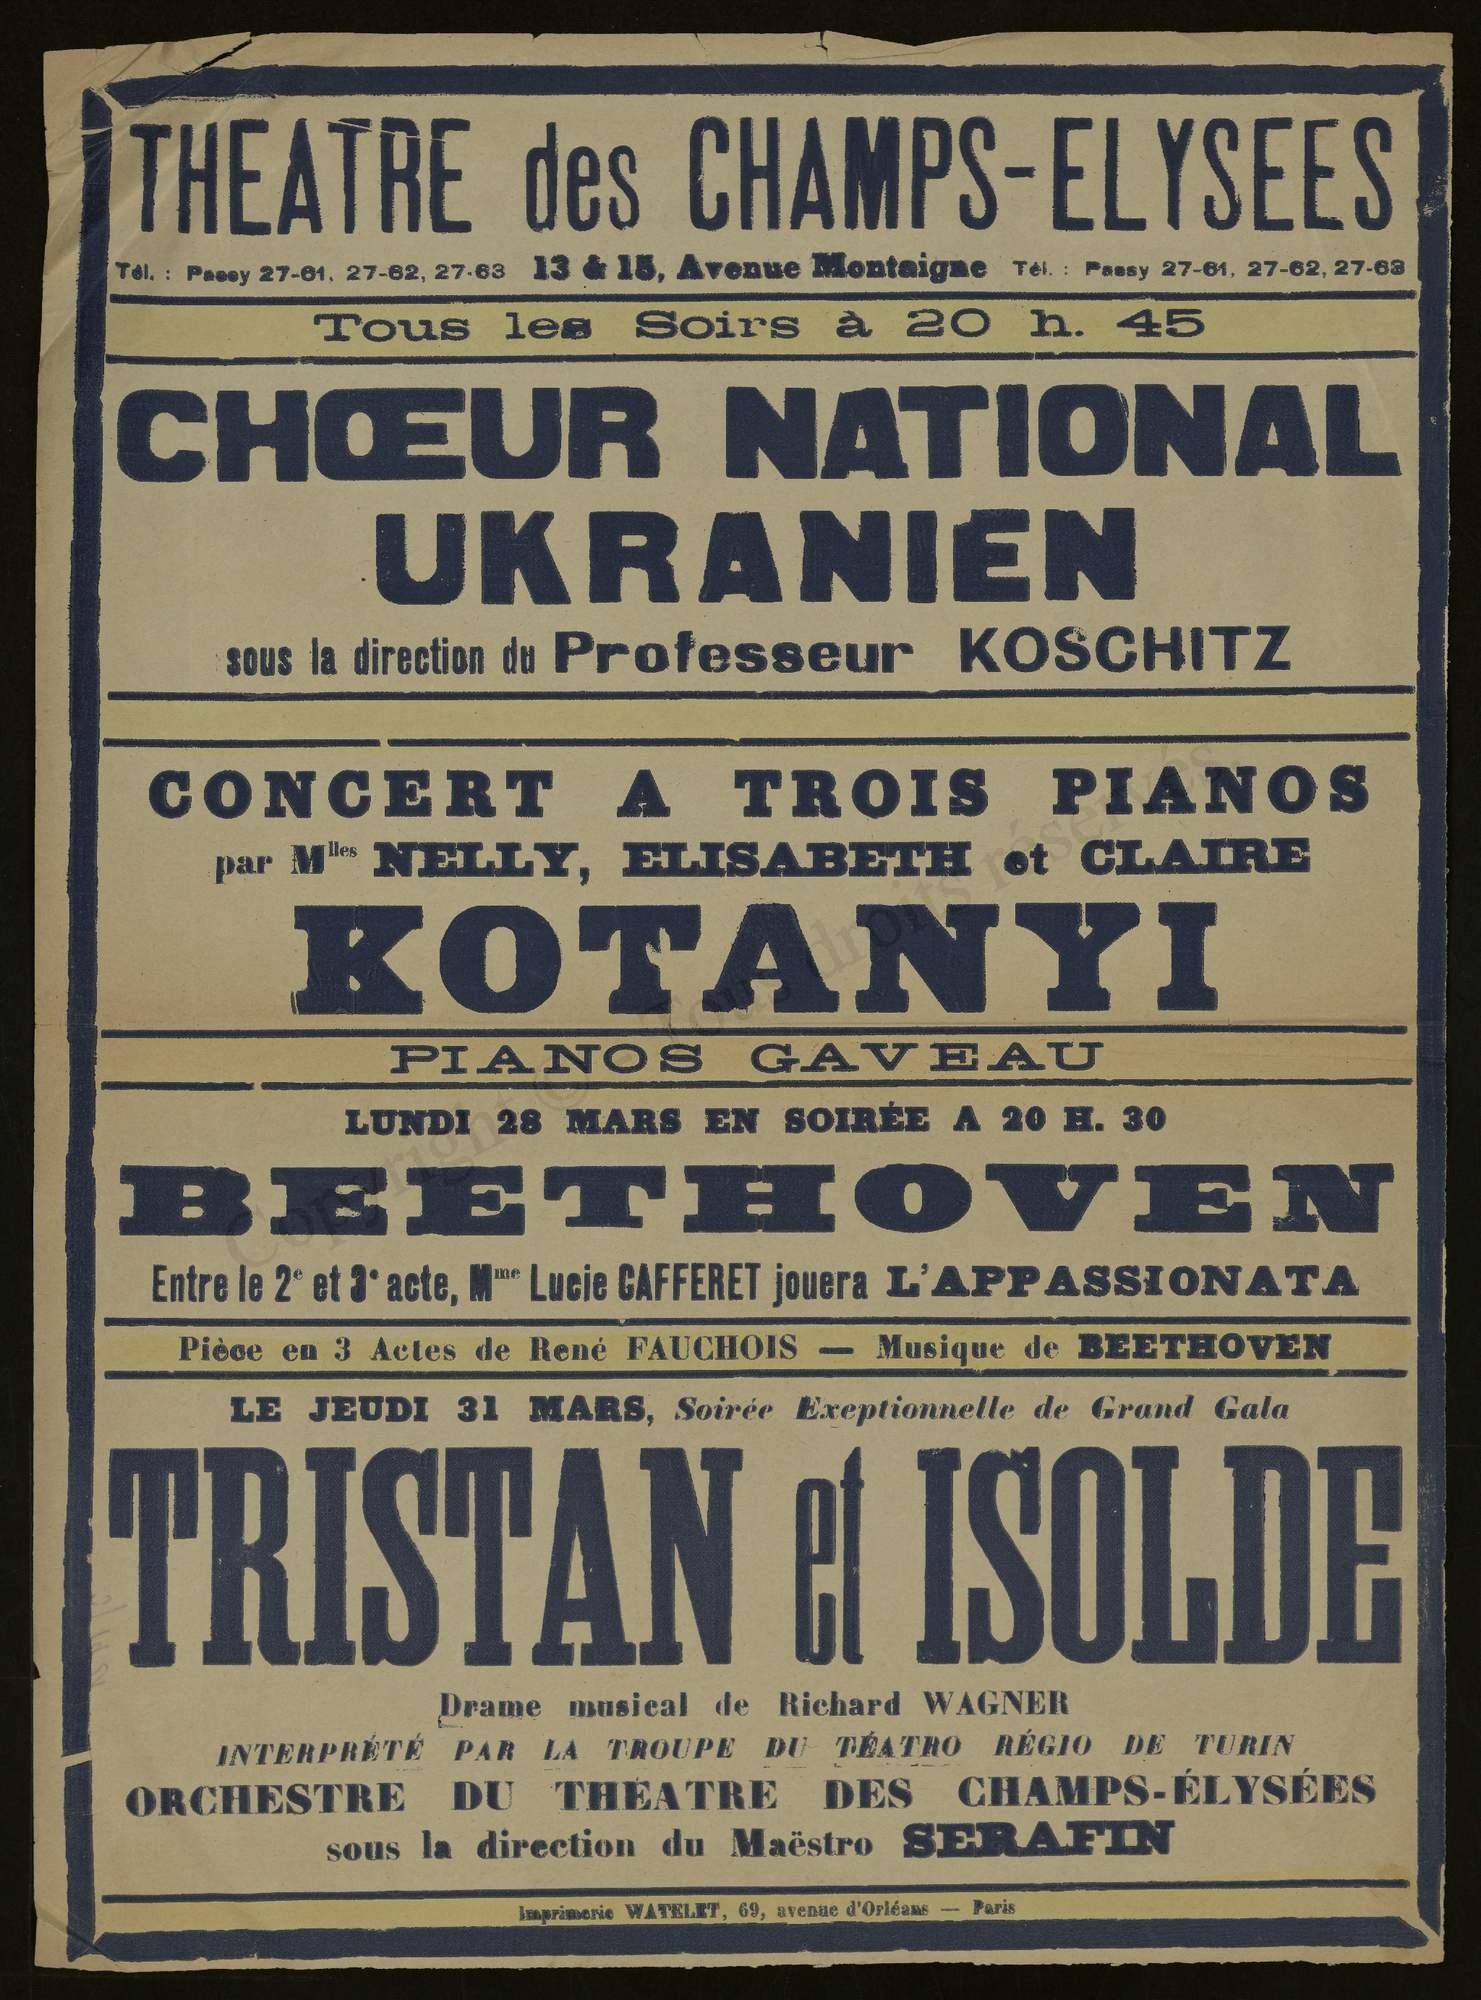 THEATRE des CHAMPS-ELYSEES
Tél. : Passy 27-61, 27-62, 27-63 13 & 15, Avenue Montaigne Tél. : Passy 27-61, 27-62, 27-63
Tous les Soirs à 20 h. 45
CHŒUR NATIONAL
UKRANIEN
sous la direction du Professeur KOSCHITZ
CONCERT A TROIS PIANOS
par Mlles NELLY, ELISABETH et CLAIRE
KOTANYI
PIANOS GAVEAU
LUNDI 28 MARS EN SOIRÉE A 20 H. 30
BEETHOVEN
Entre le 2e et 3e acte, Mme Lucie CAFFERET jouera L'APPASSIONATA
Pièce en 3 Actes de René FAUCHOIS — Musique de BEETHOVEN
LE JEUDI 31 MARS, Soirée Exeptionnelle de Grand Gala
TRISTAN et ISOLDE
Drame musical de Richard WAGNER
INTERPRÉTÉ PAR LA TROUPE DU TÉATRO RÉGIO DE TURIN
ORCHESTRE DU THÉATRE DES CHAMPS-ÉLYSÉES
sous la direction du Maëstro SERAFIN
Imprimerie WATELET, 69, avenue d'Orléans — Paris
Copyright © Tous droits réservés.